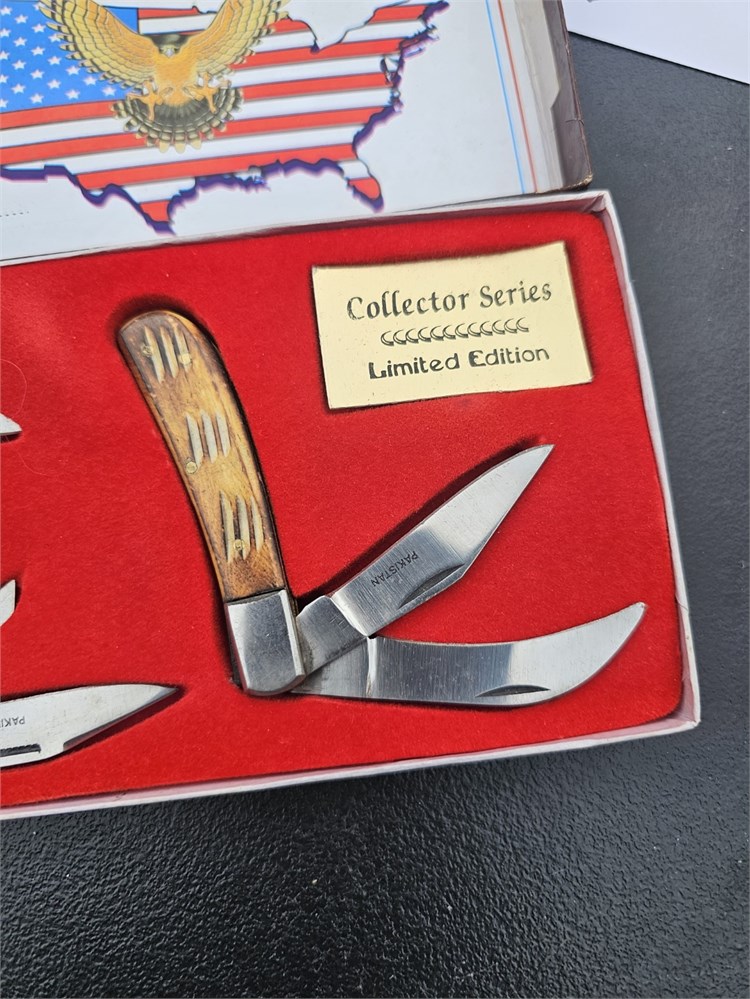 Collector Series
Limited Edition
PAKISTAN